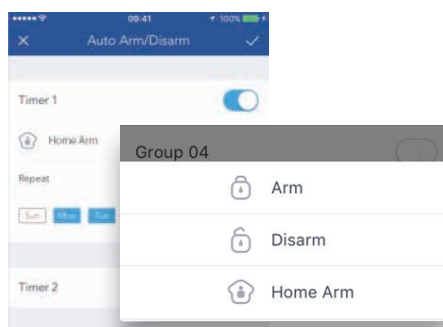 09:41
100%
Auto Arm/Disarm
Timer 1
Home Arm
Repeat
Sun Mon Tue
Timer 2
Group 04
Arm
Disarm
Home Arm